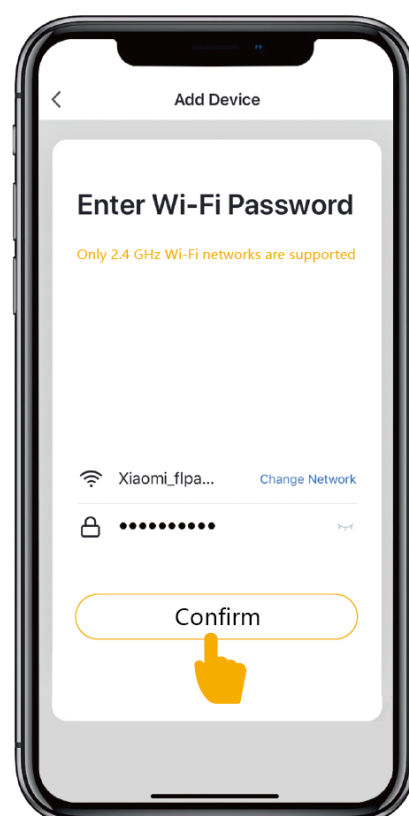 Add Device
Enter Wi-Fi Password
Only 2.4 GHz Wi-Fi networks are supported
Xiaomi_flpa... Change Network
••••••••••
Confirm